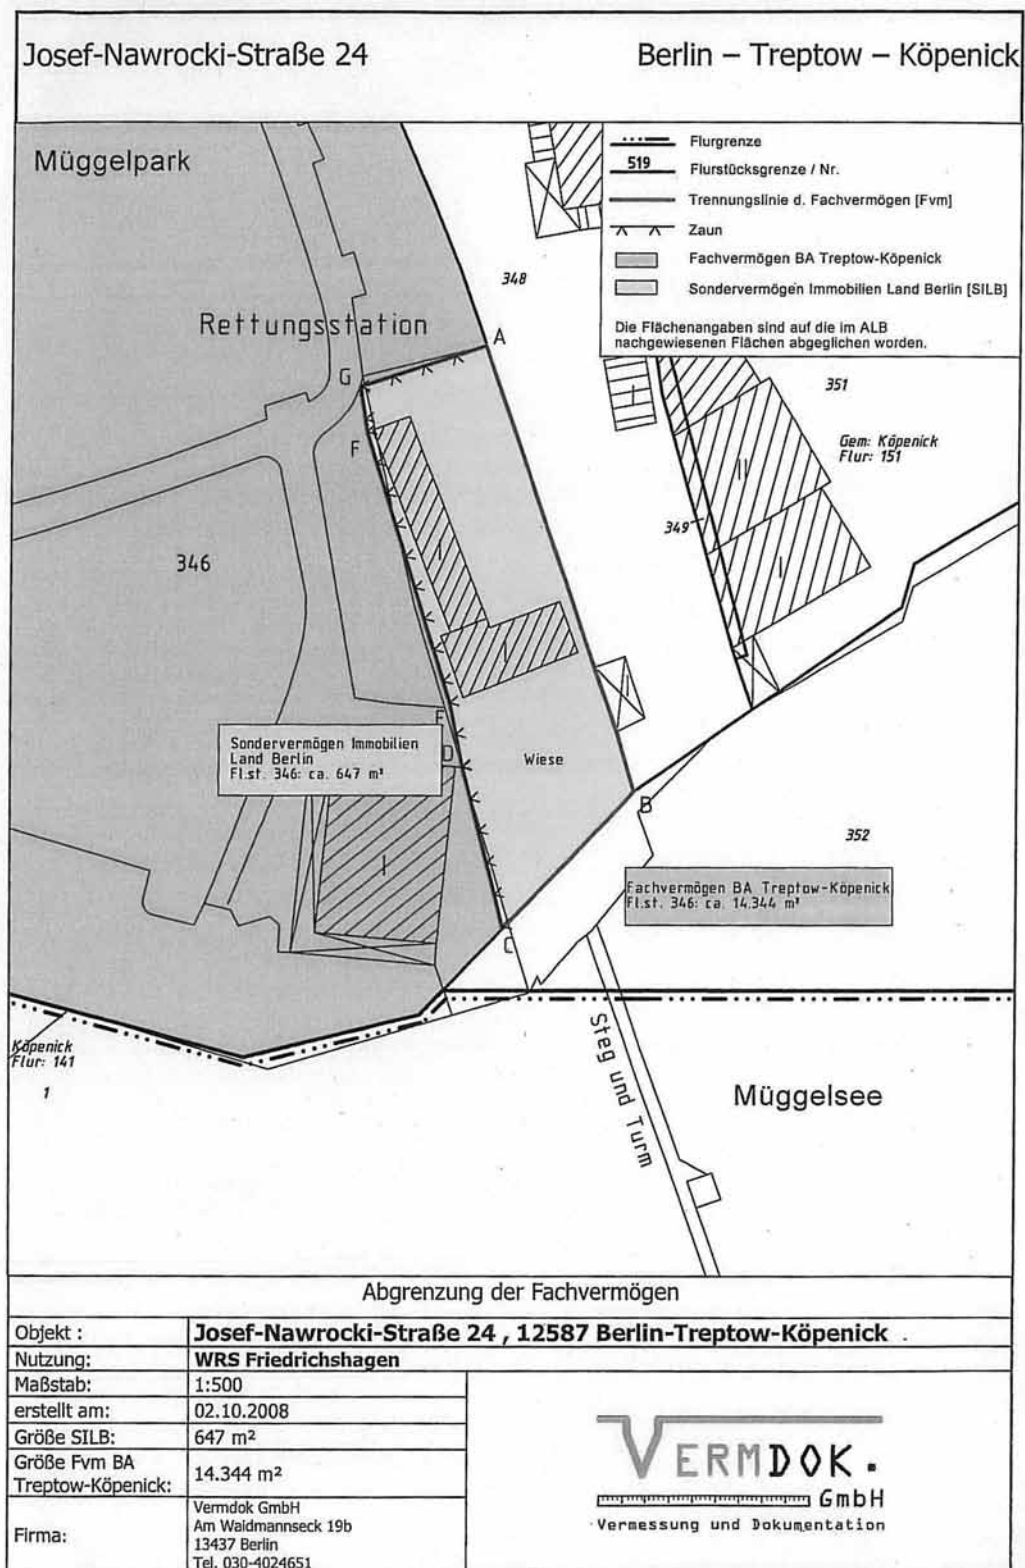 Josef-Nawrocki-Straße 24
Berlin – Treptow – Köpenick
Müggelpark
Flurgrenze
519
Flurstücksgrenze / Nr.
Trennungslinie d. Fachvermögen [Fvm]
Zaun
Fachvermögen BA Treptow-Köpenick
Sondervermögen Immobilien Land Berlin [SILB]
Die Flächenangaben sind auf die im ALB
nachgewiesenen Flächen abgeglichen worden.
348
Rettungsstation
A
G
I
351
F
Gem: Köpenick
Flur: 151
II
349
346
I
I
I
I
E
Sondervermögen Immobilien
Land Berlin
Fl.st. 346: ca. 647 m²
D
Wiese
B
352
I
Fachvermögen BA Treptow-Köpenick
Fl.st. 346: ca. 14.344 m²
C
Köpenick
Flur: 141
1
Steg und Turm
Müggelsee
Abgrenzung der Fachvermögen
Objekt : Josef-Nawrocki-Straße 24 , 12587 Berlin-Treptow-Köpenick
Nutzung: WRS Friedrichshagen
Maßstab: 1:500
erstellt am: 02.10.2008
Größe SILB: 647 m²
Größe Fvm BA
Treptow-Köpenick: 14.344 m²
Firma:
Vermdok GmbH
Am Waldmannseck 19b
13437 Berlin
Tel. 030-4024651
VERMDOK.
GmbH
Vermessung und Dokumentation